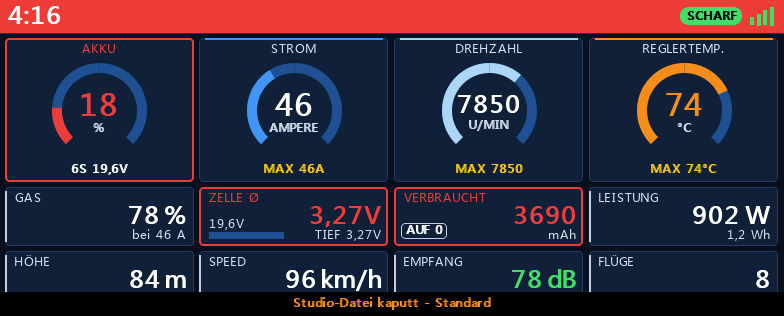 4:16 SCHARF
AKKU
18
%
6S 19,6V
STROM
46
AMPERE
MAX 46A
DREHZAHL
7850
U/MIN
MAX 7850
REGLERTEMP.
74
°C
MAX 74°C
GAS
78 %
bei 46 A
ZELLE Ø
3,27V
19,6V
TIEF 3,27V
VERBRAUCHT
3690
AUF 0 mAh
LEISTUNG
902 W
1,2 Wh
HÖHE
84 m
SPEED
96 km/h
EMPFANG
78 dB
FLÜGE
8
Studio-Datei kaputt - Standard